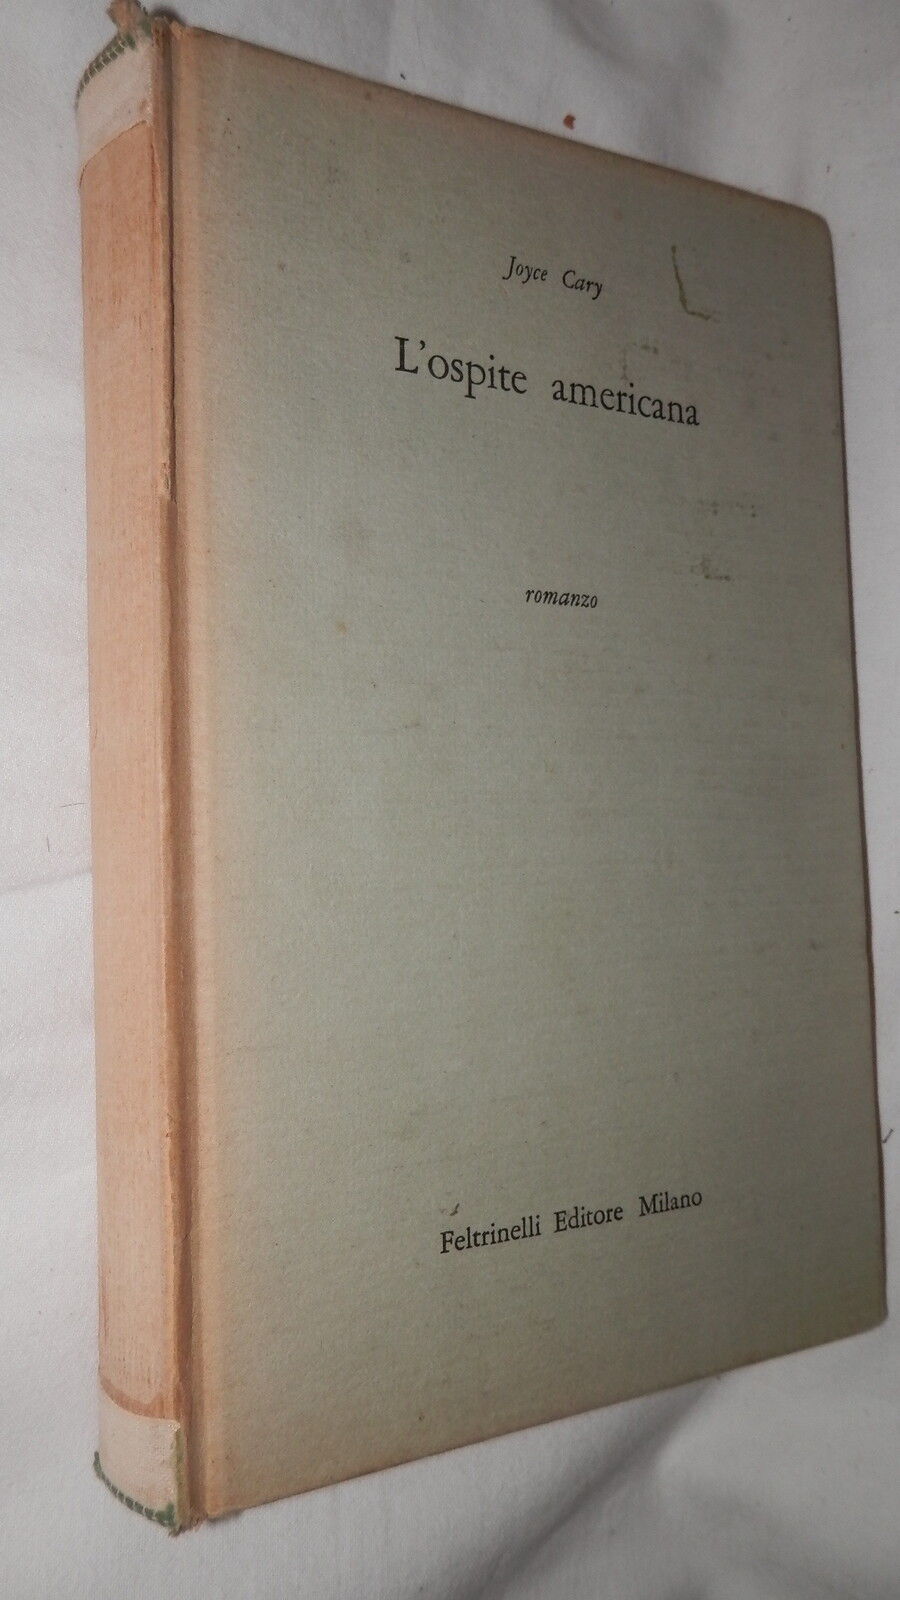 Joyce Cary
L'ospite americana
romanzo
Feltrinelli Editore Milano